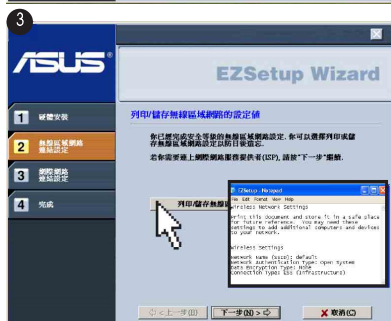 3
ASUS
EZSetup Wizard
1 硬體安裝
2 無線區域網路
連結設定
3 網際網路
連結設定
4 完成
列印/儲存無線區域網路的設定值
你已經完成安全等級的無線區域網路設定. 你可以選擇列印或儲
存無線區域網路設定以防日後遺忘.
若你需要連上網際網路服務提供者(ISP), 請按"下一步"繼續.
列印/儲存無線
EZSetup - Notepad
File Edit Format View Help
Wireless Network Settings
Print this document and store it in a safe place
for future reference. You may need these
settings to add additional computers and devices
to your network.
Wireless Settings
Network Name (SSID): default
Network Authentication Type: Open System
Data Encryption Type: None
Connection Type: ESS (Infrastructure)
<上一步(B)
下一步(N) >
取消(C)